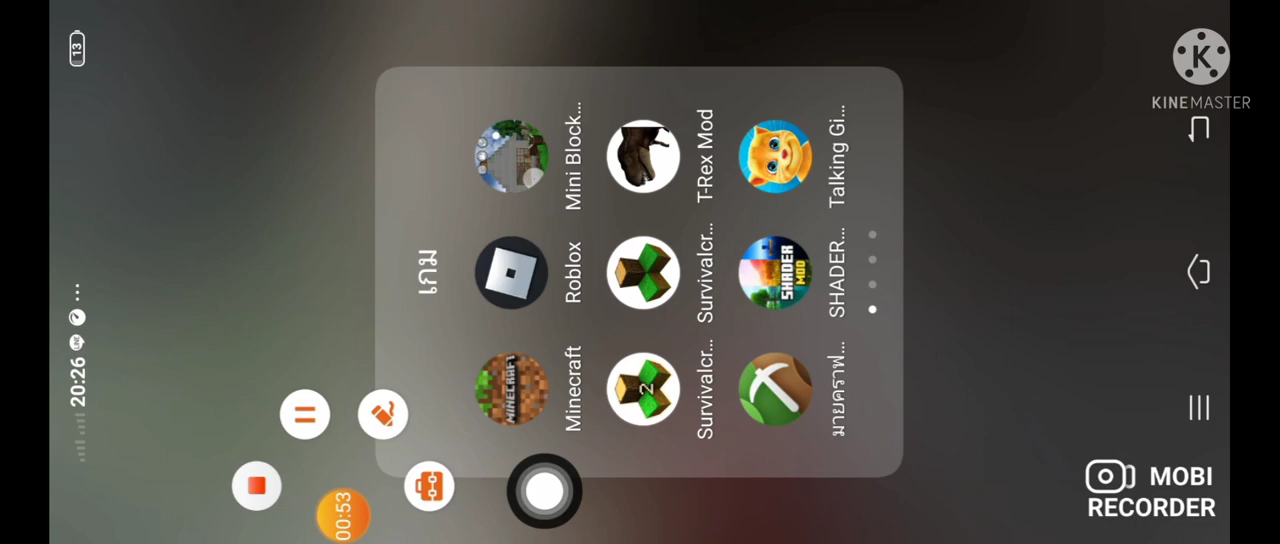 13
20:26
เกม
Minecraft
Roblox
Mini Block...
Survivalcr...
Survivalcr...
T-Rex Mod
มายคราฟ...
SHADER...
Talking Gi...
MINECRAFT
2
SHADER
MOD
00:53
K
KINEMASTER
MOBI
RECORDER